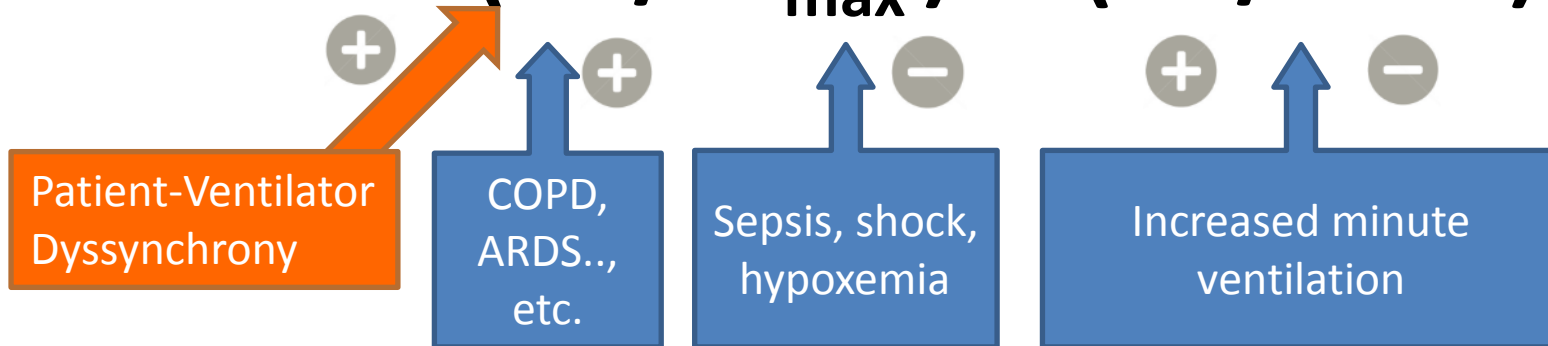 max
Patient-Ventilator
Dyssynchrony
COPD,
ARDS..,
etc.
Sepsis, shock,
hypoxemia
Increased minute
ventilation